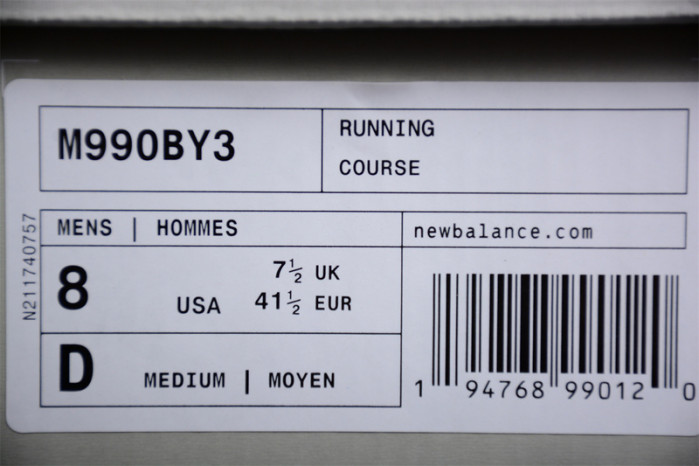 M990BY3
RUNNING
COURSE
MENS | HOMMES
newbalance.com
8
USA
7½ UK
41½ EUR
D
MEDIUM | MOYEN
1 94768 99012 0
N211740757